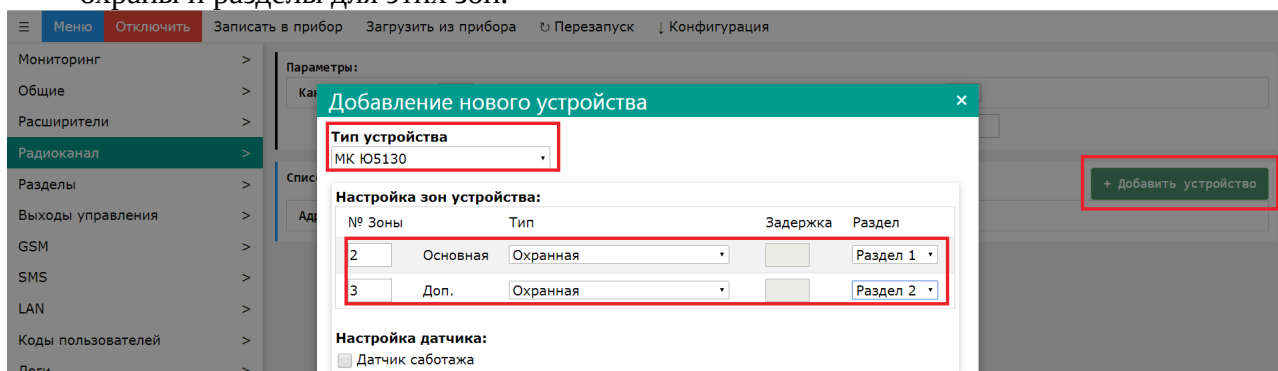 охраны и разделы для этих зон.
☰ Меню Отключить Записать в прибор Загрузить из прибора ↻ Перезапуск ↓ Конфигурация
Мониторинг >
Общие >
Расширители >
Радиоканал >
Разделы >
Выходы управления >
GSM >
SMS >
LAN >
Коды пользователей >
Параметры:
Добавление нового устройства ×
Тип устройства
МК Ю5130
+ Добавить устройство
Настройка зон устройства:
№ Зоны Тип Задержка Раздел
2 Основная Охранная Раздел 1
3 Доп. Охранная Раздел 2
Настройка датчика:
Датчик саботажа